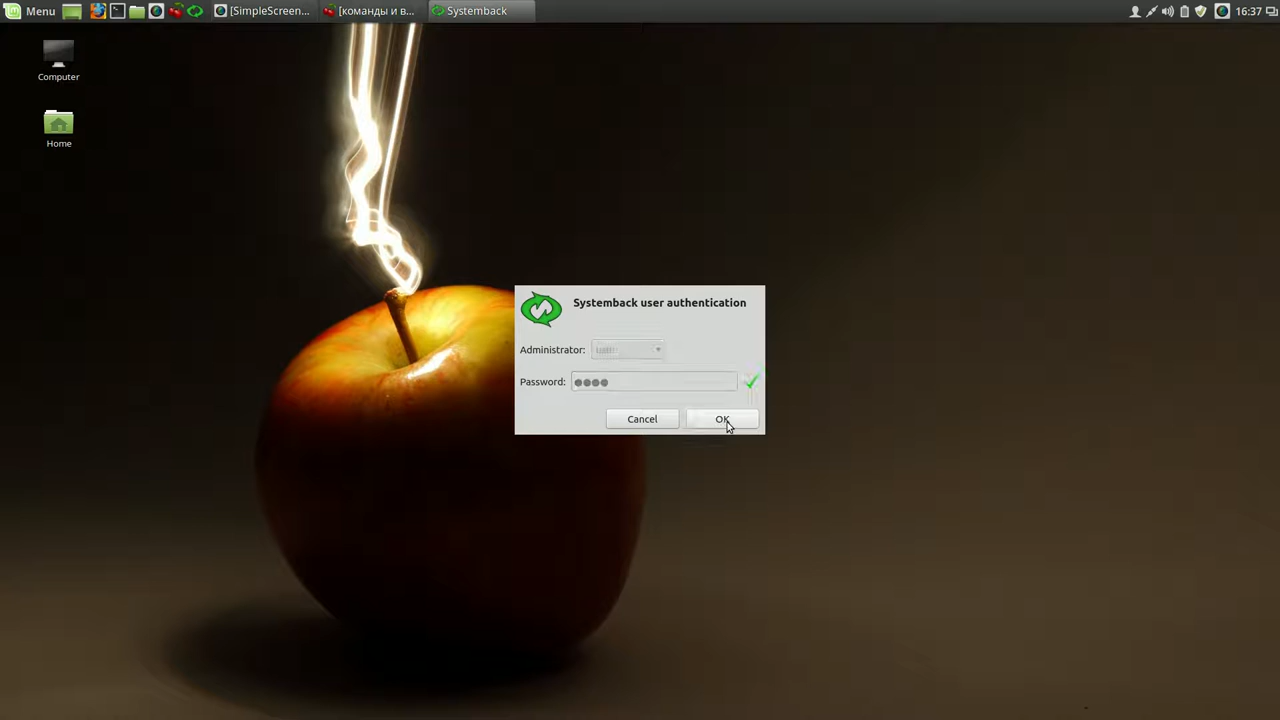 Menu
[SimpleScreen...
[команды и в...
Systemback
16:37
Computer
Home
Systemback user authentication
Administrator:
Password:
Cancel
OK